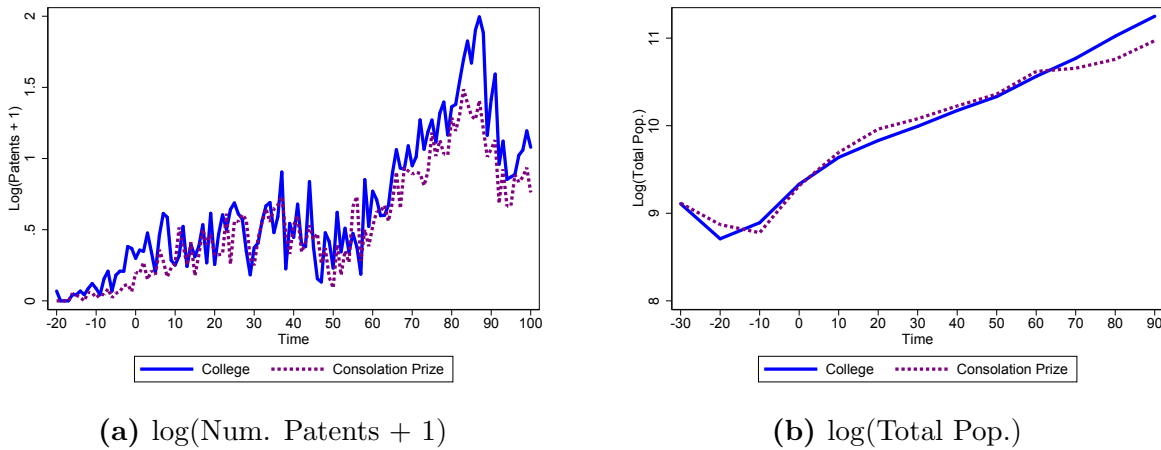 Log(Patents + 1)
2
1.5
1
.5
0
-20 -10 0 10 20 30 40 50 60 70 80 90 100
Time
College Consolation Prize
(a) log(Num. Patents + 1)
Log(Total Pop.)
11
10
9
8
-30 -20 -10 0 10 20 30 40 50 60 70 80 90
Time
College Consolation Prize
(b) log(Total Pop.)